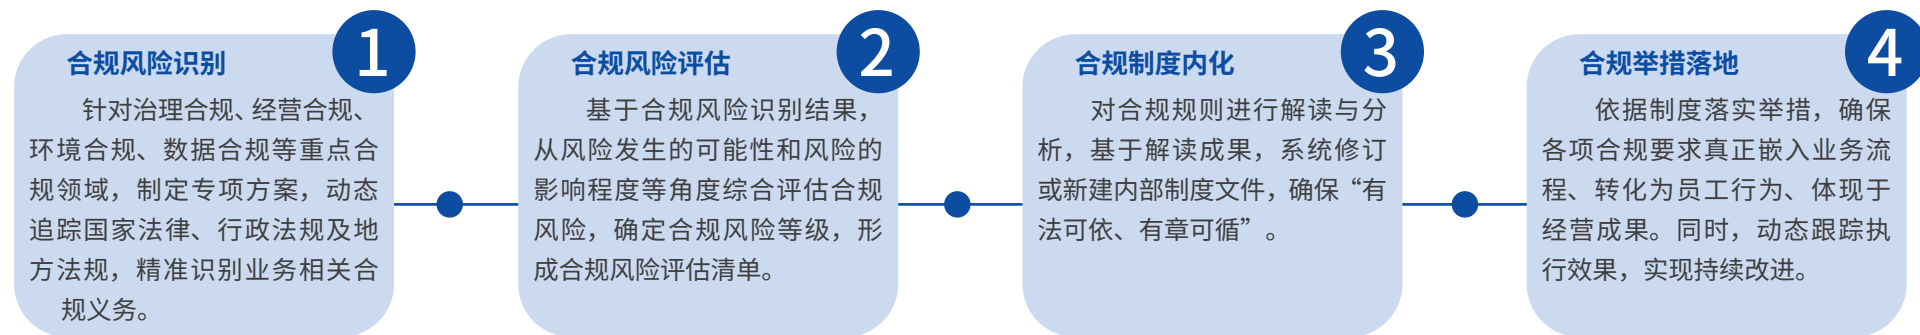 1
合规风险识别
针对治理合规、经营合规、
环境合规、数据合规等重点合
规领域，制定专项方案，动态
追踪国家法律、行政法规及地
方法规，精准识别业务相关合
规义务。
2
合规风险评估
基于合规风险识别结果，
从风险发生的可能性和风险的
影响程度等角度综合评估合规
风险，确定合规风险等级，形
成合规风险评估清单。
3
合规制度内化
对合规规则进行解读与分
析，基于解读成果，系统修订
或新建内部制度文件，确保“有
法可依、有章可循”。
4
合规举措落地
依据制度落实举措，确保
各项合规要求真正嵌入业务流
程、转化为员工行为、体现于
经营成果。同时，动态跟踪执
行效果，实现持续改进。